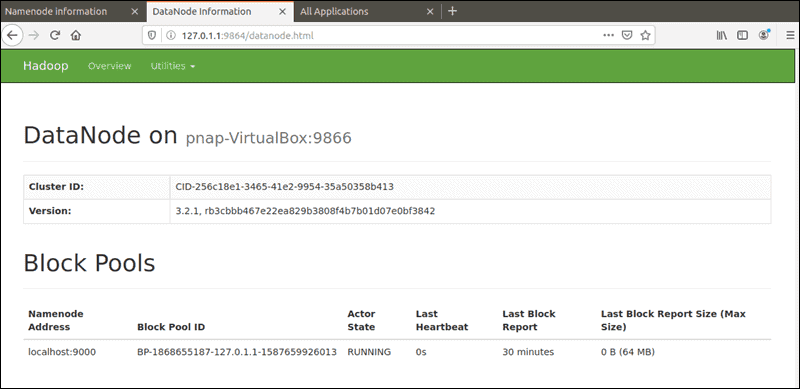 Namenode information
DataNode Information
All Applications
127.0.1.1:9864/datanode.html
Hadoop Overview Utilities
DataNode on pnap-VirtualBox:9866
Cluster ID: CID-256c18e1-3465-41e2-9954-35a50358b413
Version: 3.2.1, rb3cbbb467e22ea829b3808f4b7b01d07e0bf3842
Block Pools
Namenode Address
Block Pool ID
Actor State
Last Heartbeat
Last Block Report
Last Block Report Size (Max Size)
localhost:9000 BP-1868655187-127.0.1.1-1587659926013 RUNNING 0s 30 minutes 0 B (64 MB)